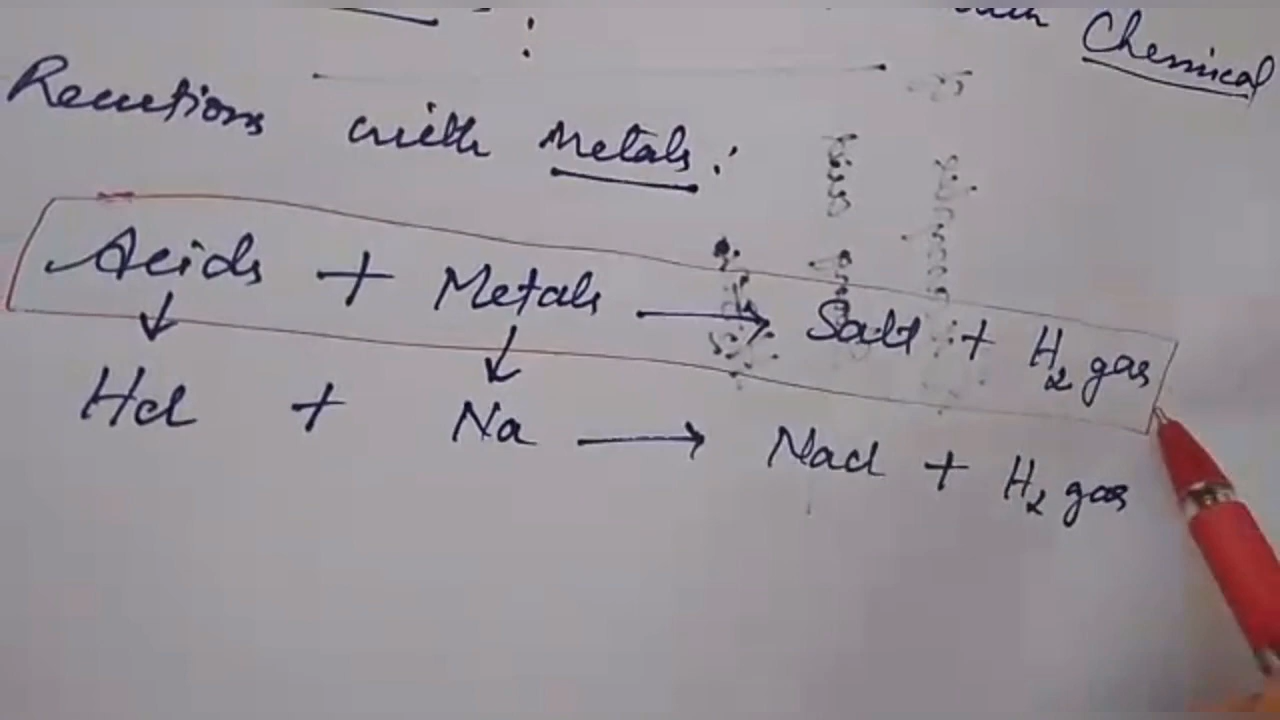 Chemical
Reactions with Metals:
Acids + Metals → Salt + H₂ gas
Hcl + Na → Nacl + H₂ gas